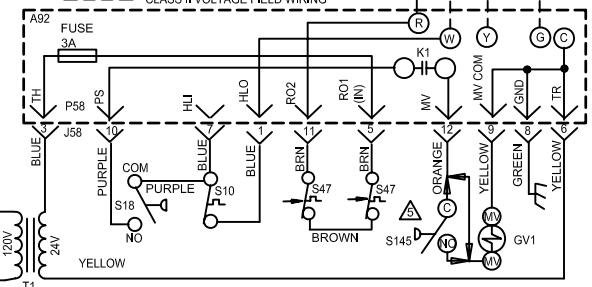 CLASS II VOLTAGE FIELD WIRING
A92
FUSE
3A
R
W
Y
G
C
K1
TH
P58
PS
HLI
HLO
RO2
RO1
(IN)
MV
MV COM
GND
TR
3
J58
10
7
1
11
5
12
9
8
6
BLUE
PURPLE
BLUE
BLUE
BRN
BRN
ORANGE
YELLOW
GREEN
YELLOW
COM
PURPLE
S10
S47
S47
S18
5
C
MV
NO
BROWN
S145
NO
GV1
MV
120V
24V
YELLOW
T1